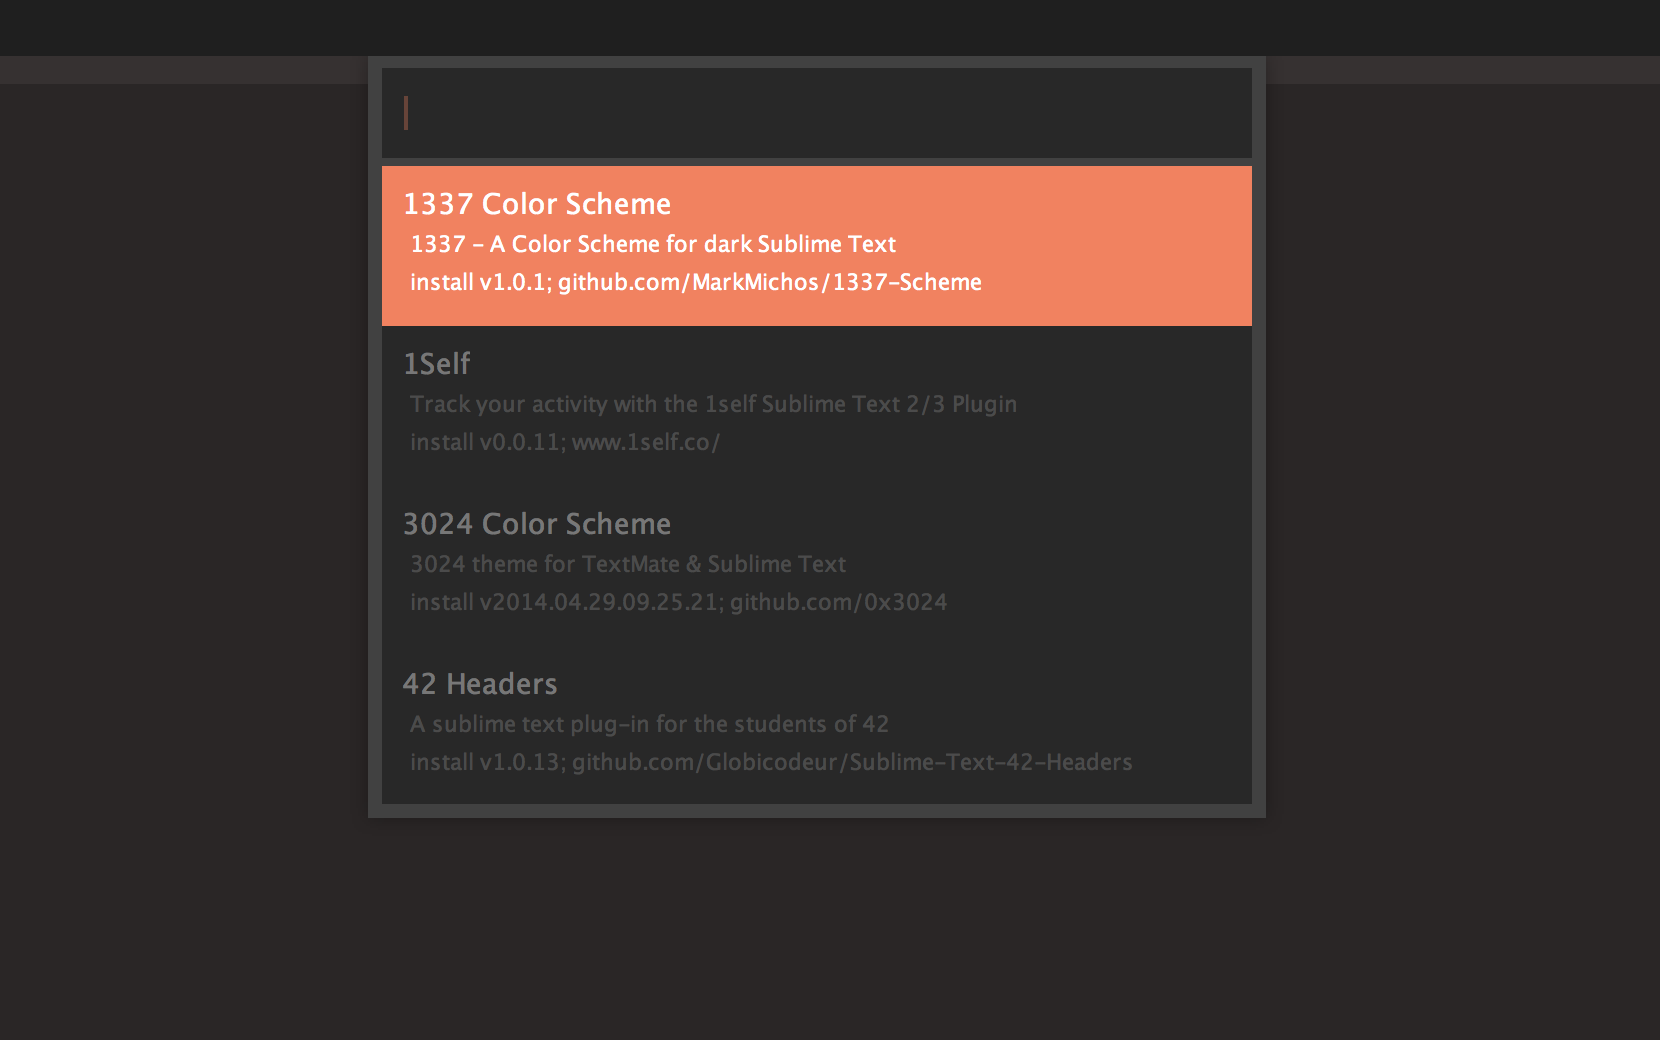 1337 Color Scheme
1337 - A Color Scheme for dark Sublime Text
install v1.0.1; github.com/MarkMichos/1337-Scheme
1Self
Track your activity with the 1self Sublime Text 2/3 Plugin
install v0.0.11; www.1self.co/
3024 Color Scheme
3024 theme for TextMate & Sublime Text
install v2014.04.29.09.25.21; github.com/0x3024
42 Headers
A sublime text plug-in for the students of 42
install v1.0.13; github.com/Globicodeur/Sublime-Text-42-Headers